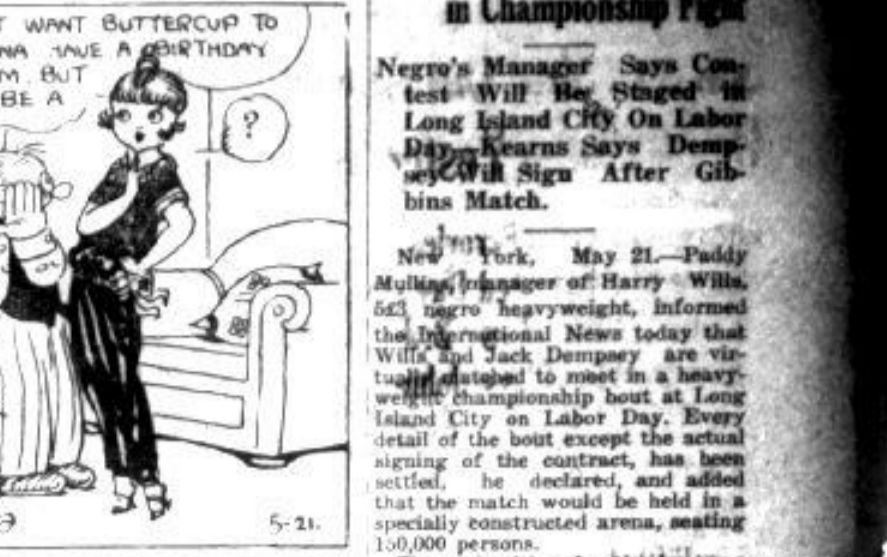 WANT BUTTERCUP TO
NA HAVE A BIRTHDAY
M. BUT
BE A
?
5-21.
in Championship Fight
Negro's Manager Says Con-
test Will Be Staged in
Long Island City On Labor
Day—Kearns Says Demp-
sey Will Sign After Gib-
bins Match.
New York, May 21.—Paddy
Mullins, manager of Harry Wills,
negro heavyweight, informed
the International News today that
Wills and Jack Dempsey are vir-
tually matched to meet in a heavy-
weight championship bout at Long
Island City on Labor Day. Every
detail of the bout except the actual
signing of the contract, has been
settled, he declared, and added
that the match would be held in a
specially constructed arena, seating
150,000 persons.